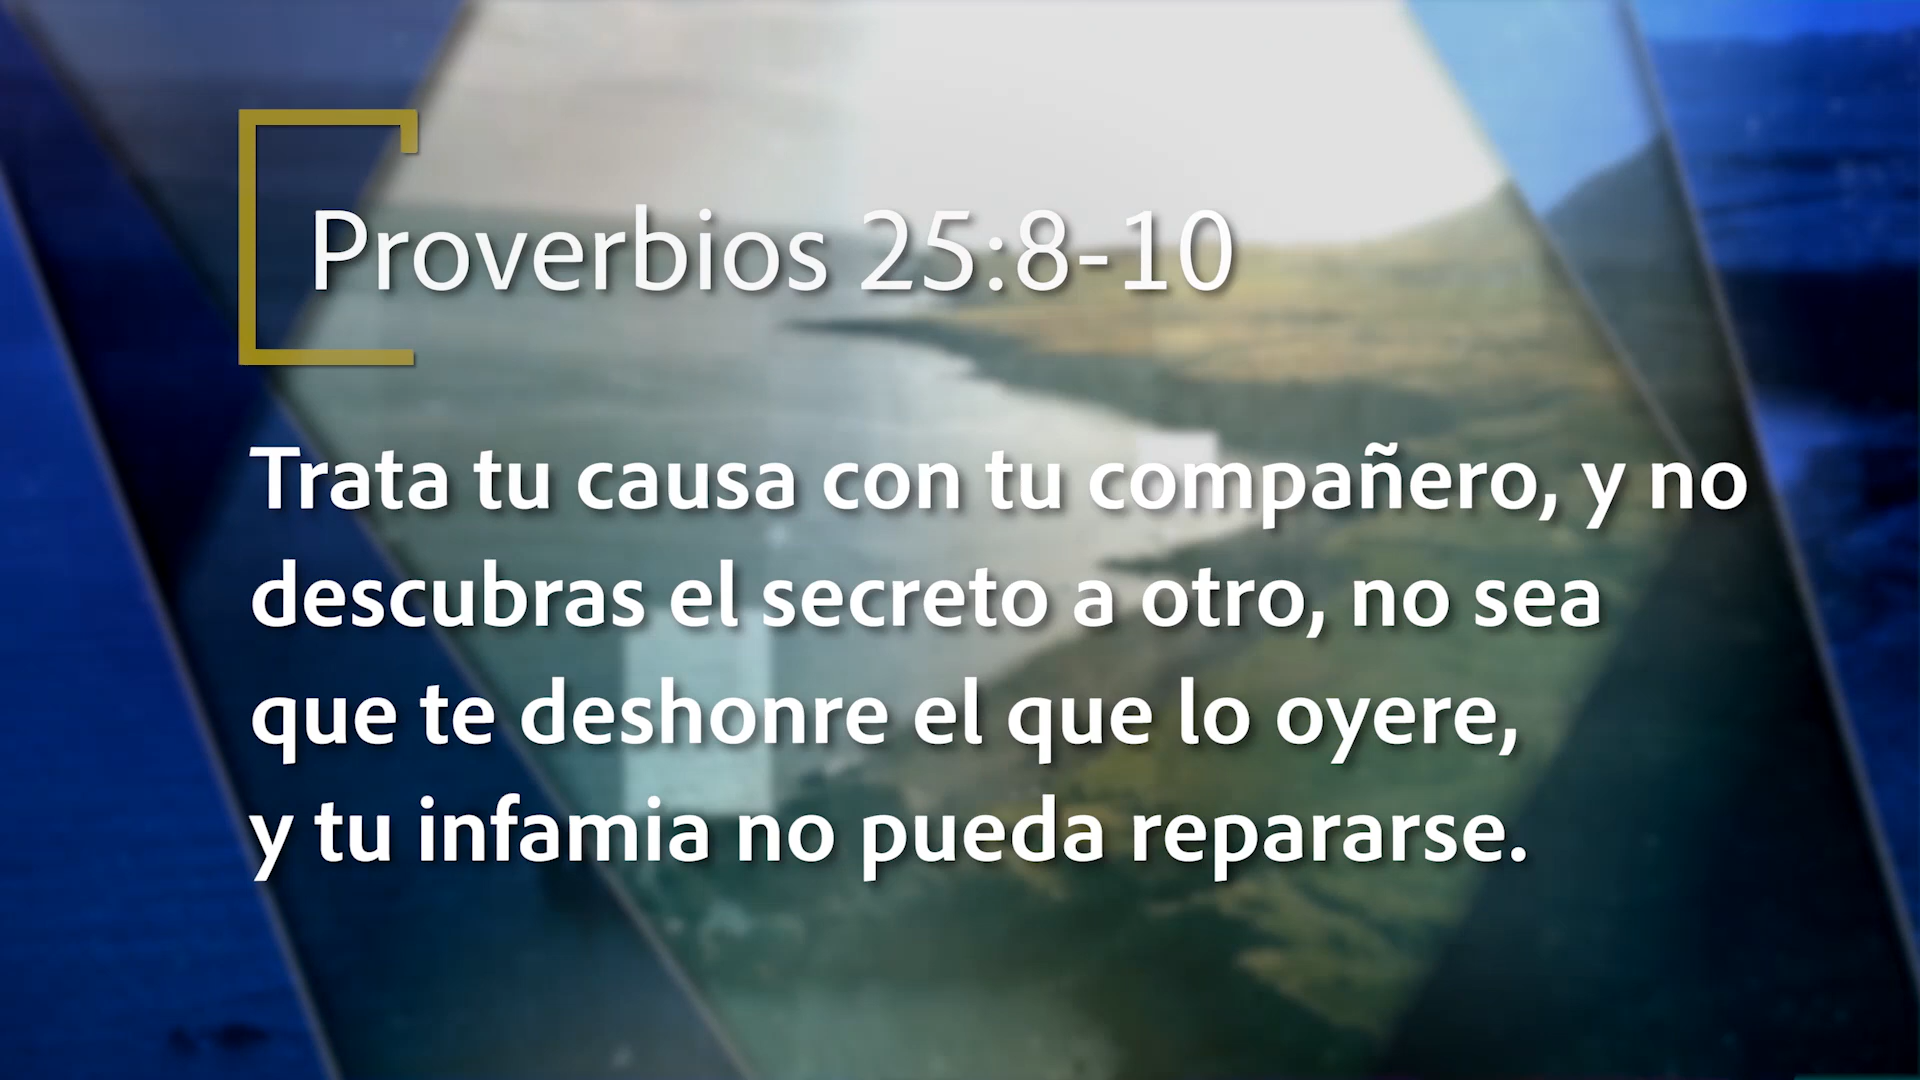 Proverbios 25:8-10
Trata tu causa con tu compañero, y no
descubras el secreto a otro, no sea
que te deshonre el que lo oyere,
y tu infamia no pueda repararse.